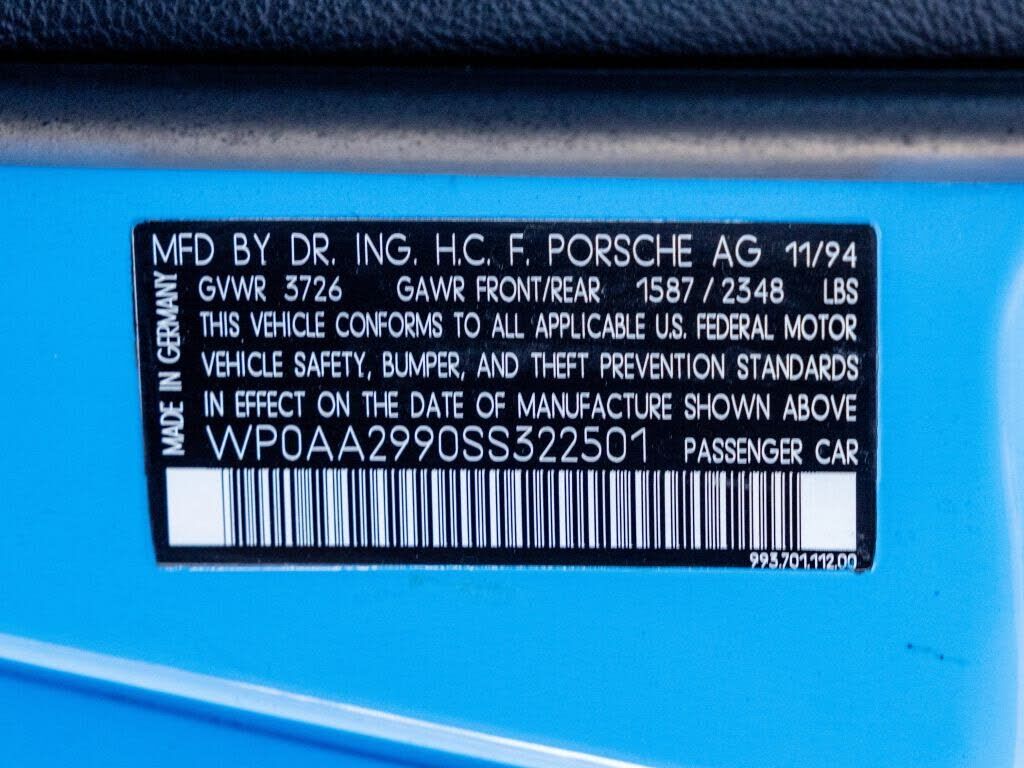 MFD BY DR. ING. H.C. F. PORSCHE AG 11/94
GVWR 3726 GAWR FRONT/REAR 1587 / 2348 LBS
THIS VEHICLE CONFORMS TO ALL APPLICABLE U.S. FEDERAL MOTOR
VEHICLE SAFETY, BUMPER, AND THEFT PREVENTION STANDARDS
IN EFFECT ON THE DATE OF MANUFACTURE SHOWN ABOVE
WP0AA2990SS322501 PASSENGER CAR
MADE IN GERMANY
993.701.112.00